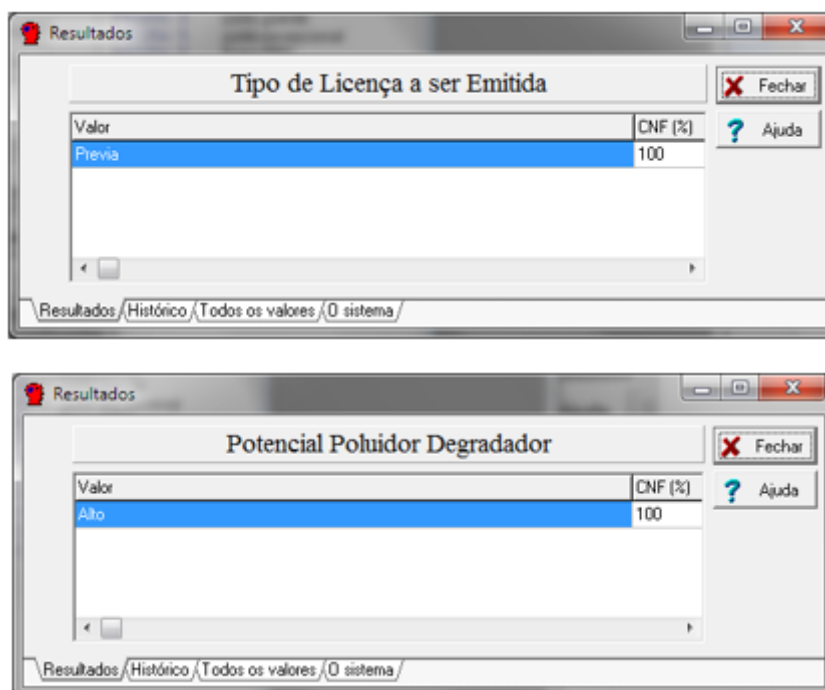 Resultados
Tipo de Licença a ser Emitida
Fechar
Valor CNF (%)
? Ajuda
Previa 100
Resultados Histórico Todos os valores O sistema
Resultados
Potencial Poluidor Degradador
Fechar
Valor CNF (%)
? Ajuda
Alto 100
Resultados Histórico Todos os valores O sistema